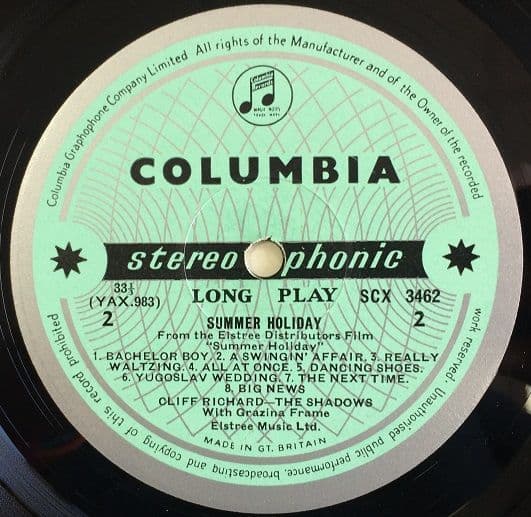 Columbia Graphophone Company Limited All rights of the Manufacturer and of the Owner of the recorded
work reserved Unauthorised public performance, broadcasting and copying of this record prohibited
Columbia
Records
COLUMBIA
stereophonic
33⅓
(YAX.983)
LONG PLAY
SCX 3462
2
2
SUMMER HOLIDAY
From the Elstree Distributors Film
"Summer Holiday"
1. BACHELOR BOY. 2. A SWINGIN' AFFAIR. 3. REALLY
WALTZING. 4. ALL AT ONCE. 5. DANCING SHOES.
6. YUGOSLAV WEDDING. 7. THE NEXT TIME.
8. BIG NEWS
CLIFF RICHARD—THE SHADOWS
With Grazina Frame
Elstree Music Ltd.
MADE IN GT. BRITAIN